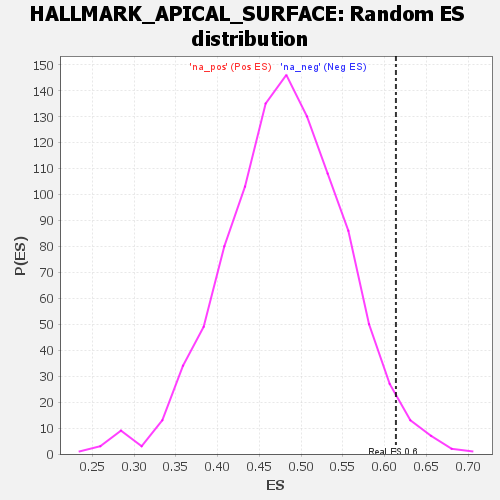 HALLMARK_APICAL_SURFACE: Random ES
distribution
'na_pos' (Pos ES) 'na_neg' (Neg ES)
150
140
130
120
110
100
90
80
70
60
50
40
30
20
10
0
P(ES)
Real ES 0.6
0.25 0.30 0.35 0.40 0.45 0.50 0.55 0.60 0.65 0.70
ES